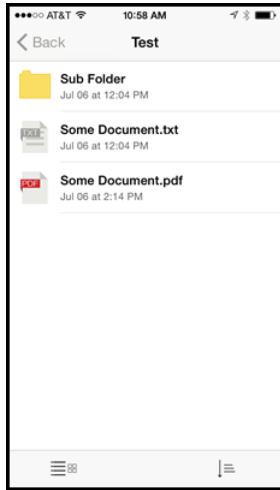 AT&T 10:58 AM
Back Test
Sub Folder
Jul 06 at 12:04 PM
TXT
Some Document.txt
Jul 06 at 12:04 PM
PDF
Some Document.pdf
Jul 06 at 2:14 PM